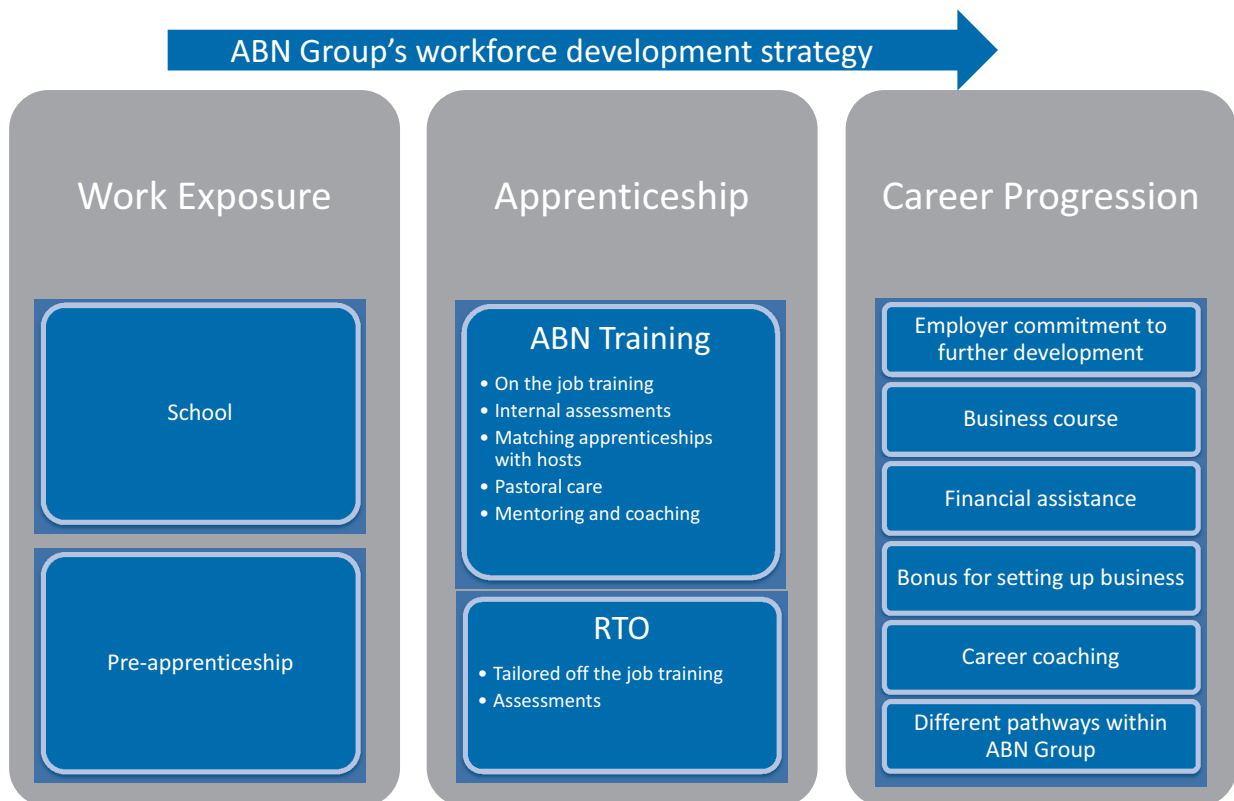 ABN Group’s workforce development strategy
Work Exposure
School
Pre-apprenticeship
Apprenticeship
ABN Training
• On the job training
• Internal assessments
• Matching apprenticeships
with hosts
• Pastoral care
• Mentoring and coaching
RTO
• Tailored off the job training
• Assessments
Career Progression
Employer commitment to
further development
Business course
Financial assistance
Bonus for setting up business
Career coaching
Different pathways within
ABN Group